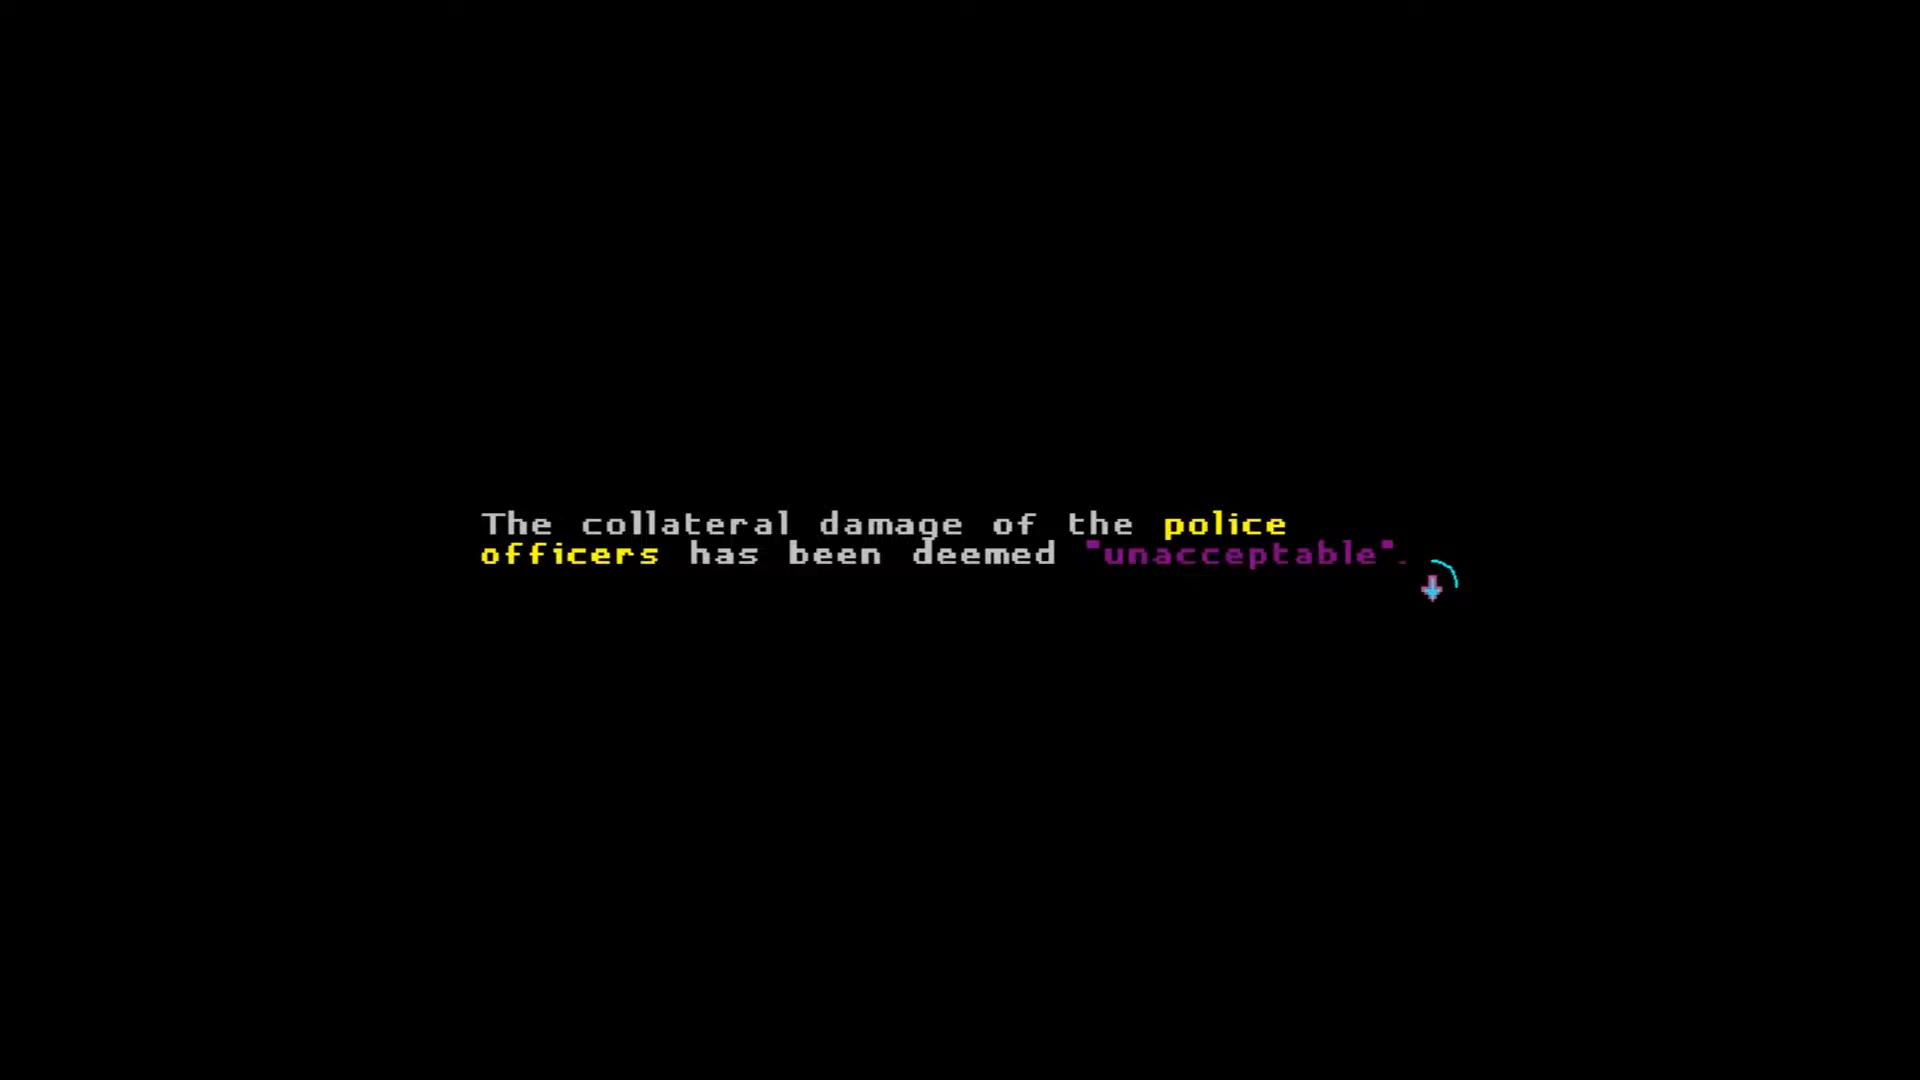 The collateral damage of the police
officers has been deemed "unacceptable".